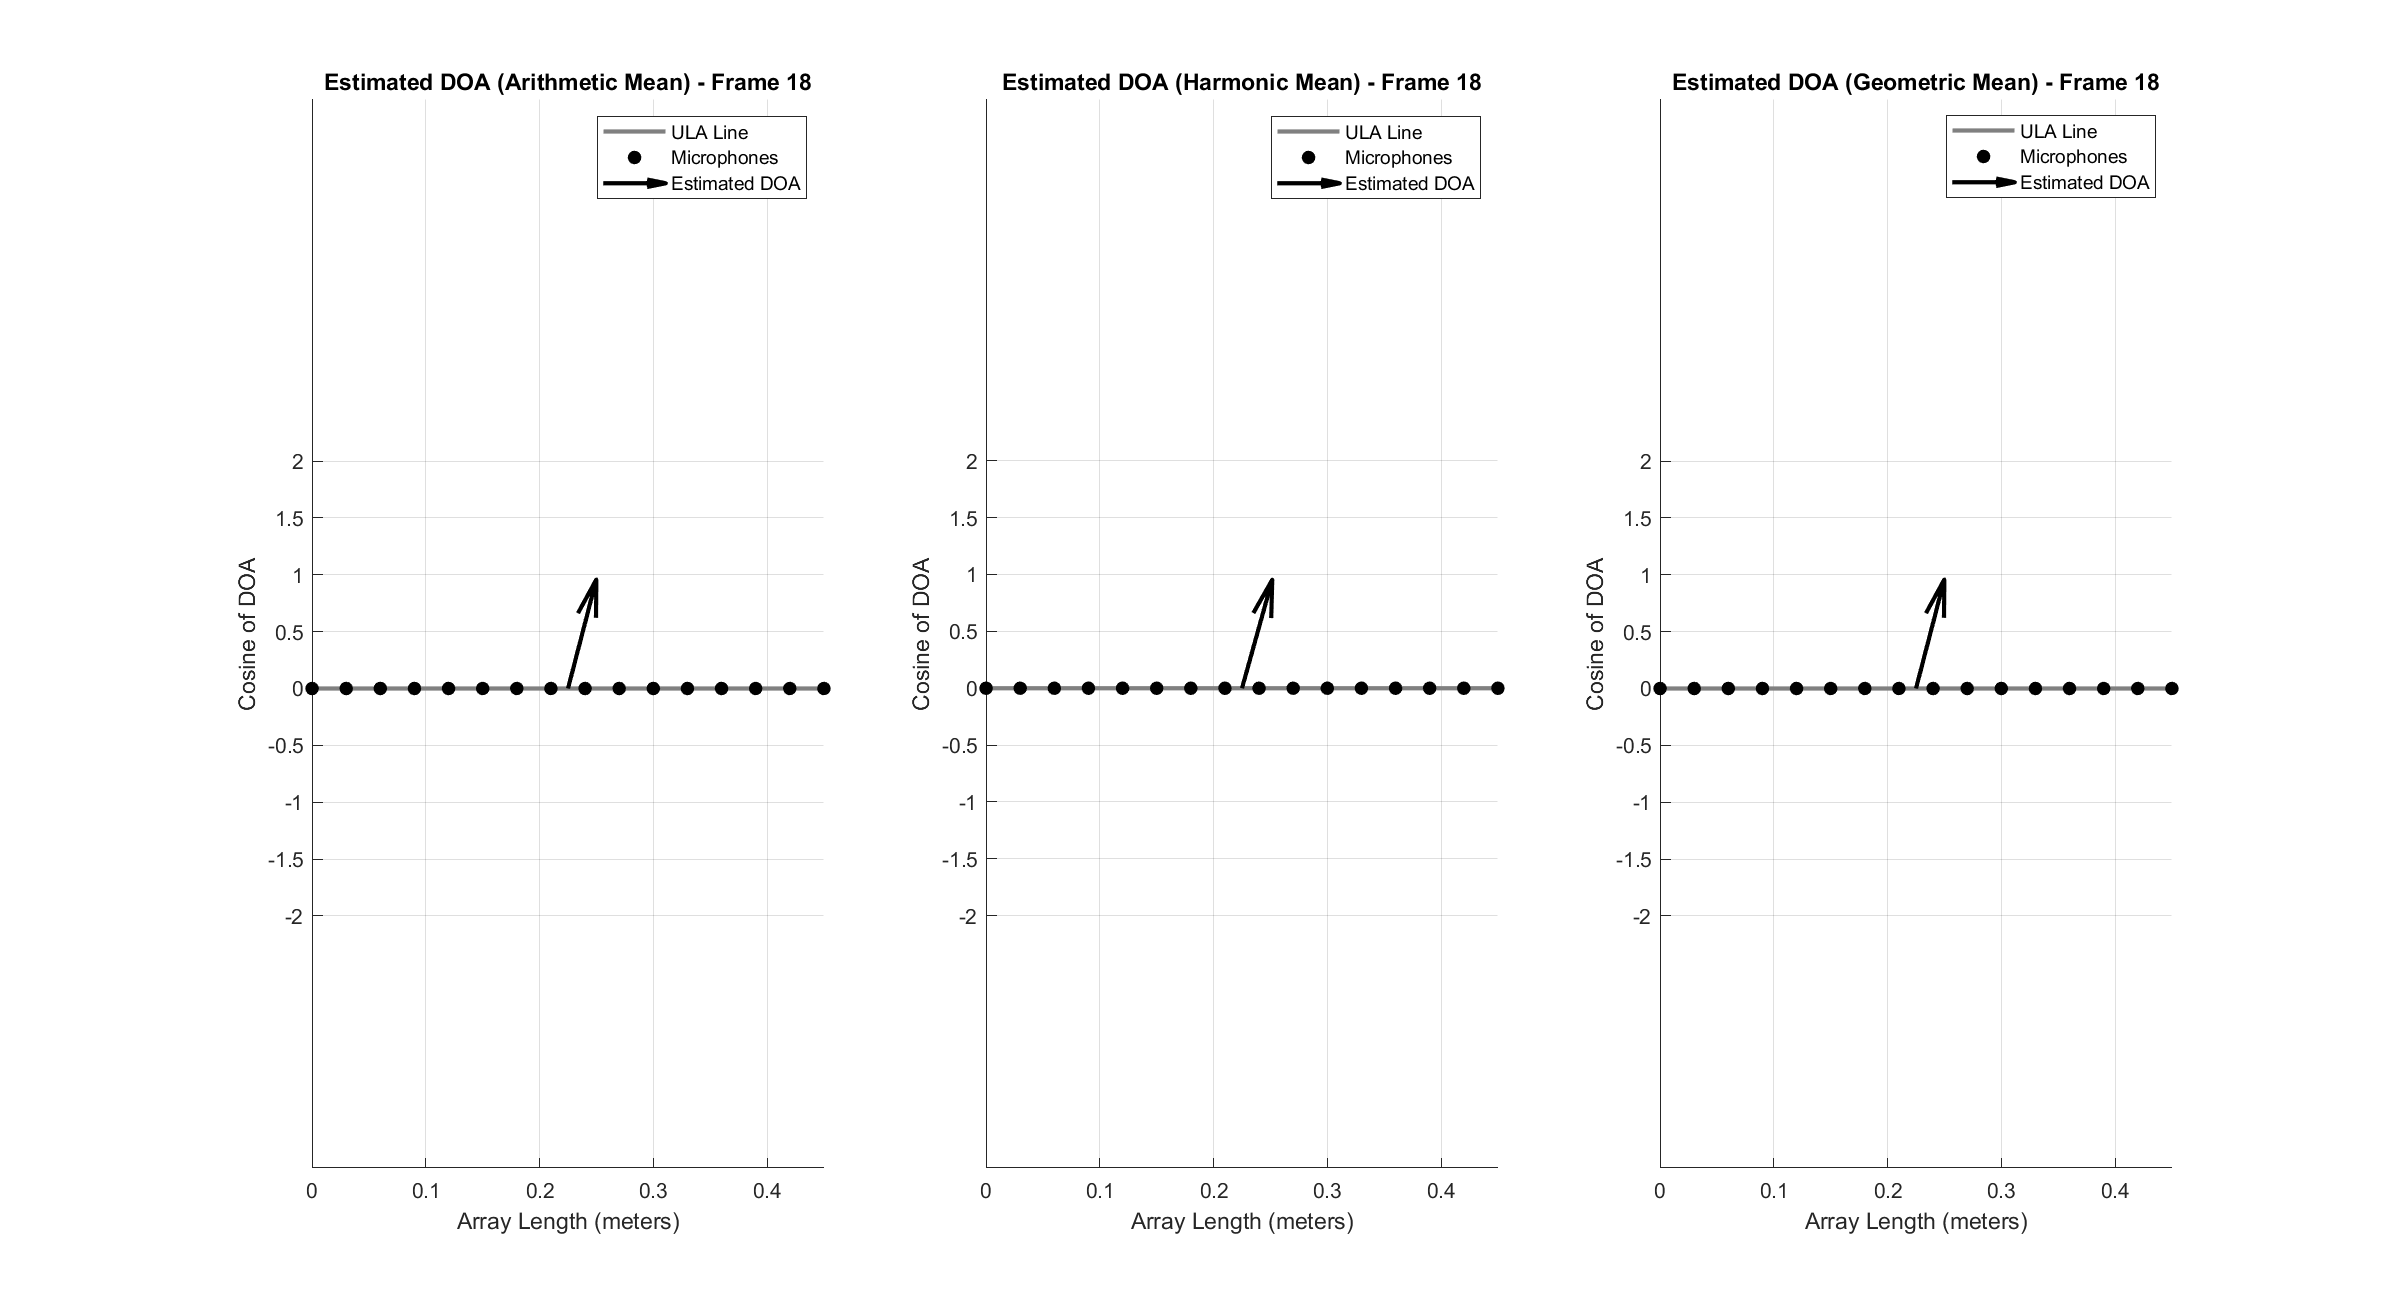 Estimated DOA (Arithmetic Mean) - Frame 18
ULA Line
Microphones
Estimated DOA
2
1.5
1
0.5
0
-0.5
-1
-1.5
-2
Cosine of DOA
0 0.1 0.2 0.3 0.4
Array Length (meters)
Estimated DOA (Harmonic Mean) - Frame 18
ULA Line
Microphones
Estimated DOA
2
1.5
1
0.5
0
-0.5
-1
-1.5
-2
Cosine of DOA
0 0.1 0.2 0.3 0.4
Array Length (meters)
Estimated DOA (Geometric Mean) - Frame 18
ULA Line
Microphones
Estimated DOA
2
1.5
1
0.5
0
-0.5
-1
-1.5
-2
Cosine of DOA
0 0.1 0.2 0.3 0.4
Array Length (meters)